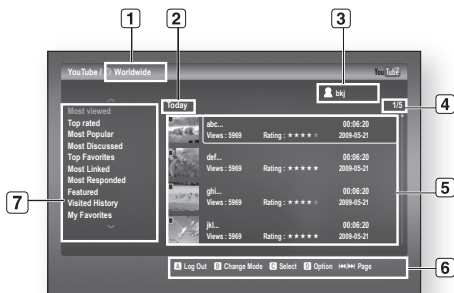 1
2
3
YouTube / Worldwide
You Tube
bkj
Today
1/5
4
Most viewed
Top rated
Most Popular
Most Discussed
Top Favorites
Most Linked
Most Responded
Featured
Visited History
My Favorites
7
abc... 00:06:20
Views : 5969 Rating : ★★★★★ 2009-05-21
def... 00:06:20
Views : 5969 Rating : ★★★★ 2009-05-21
ghi... 00:06:20
Views : 5969 Rating : ★★★★★ 2009-05-21
jkl... 00:06:20
Views : 5969 Rating : ★★★★ 2009-05-21
5
A Log Out B Change Mode C Select D Option ⏮/⏭ Page
6